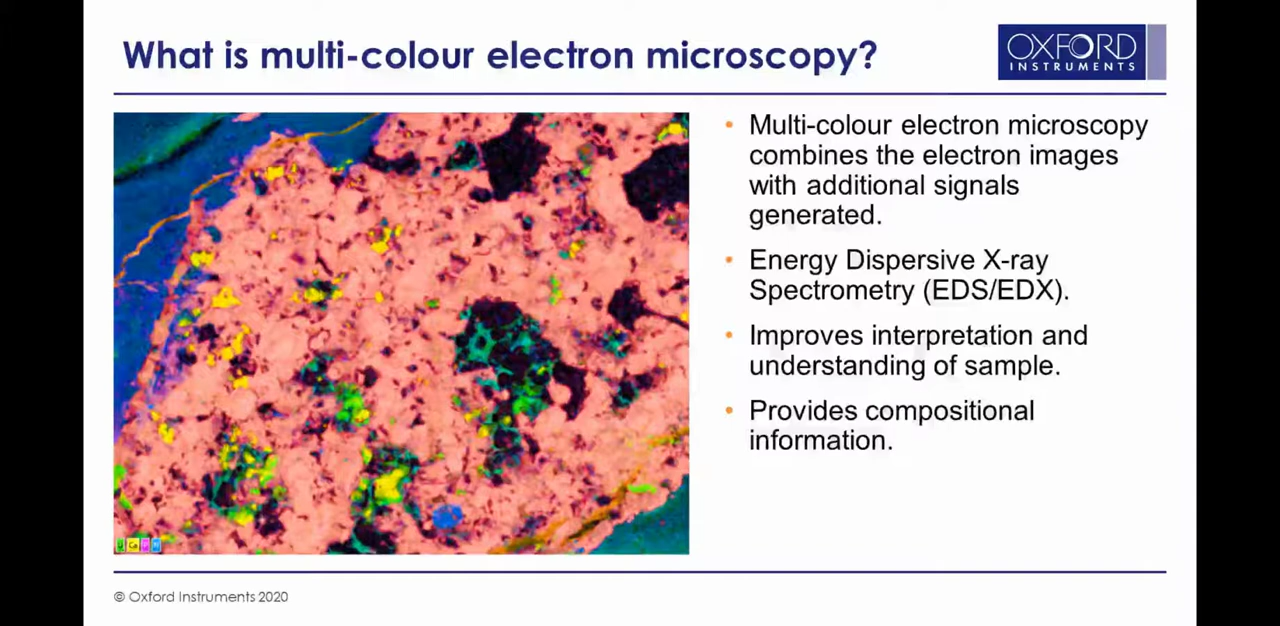 What is multi-colour electron microscopy?
OXFORD
INSTRUMENTS
• Multi-colour electron microscopy
combines the electron images
with additional signals
generated.
• Energy Dispersive X-ray
Spectrometry (EDS/EDX).
• Improves interpretation and
understanding of sample.
• Provides compositional
information.
© Oxford Instruments 2020